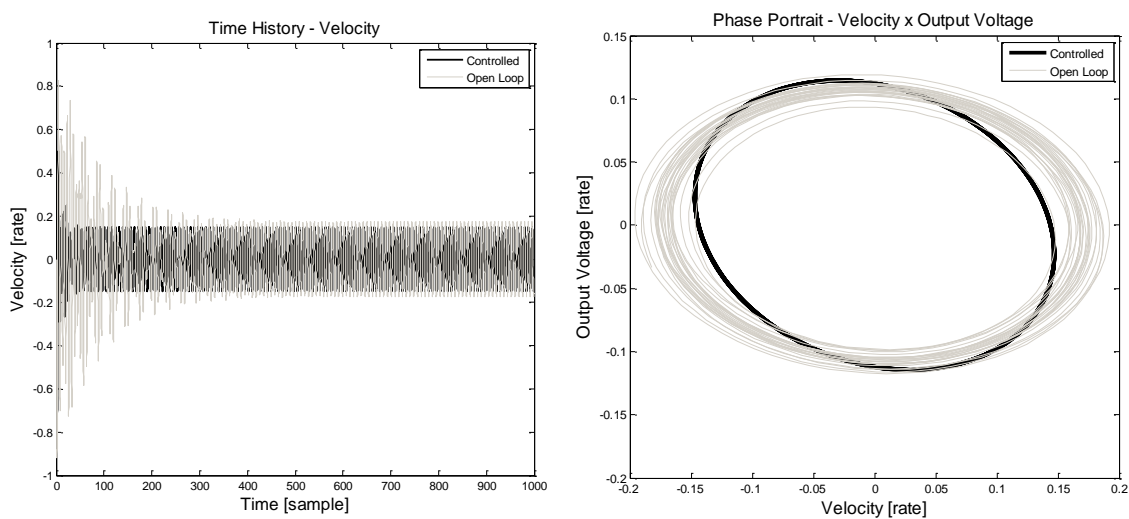 Time History - Velocity
1
0.8
0.6
0.4
0.2
0
-0.2
-0.4
-0.6
-0.8
-1
Velocity [rate]
Controlled
Open Loop
0 100 200 300 400 500 600 700 800 900 1000
Time [sample]
Phase Portrait - Velocity x Output Voltage
0.15
0.1
0.05
0
-0.05
-0.1
-0.15
-0.2
Output Voltage [rate]
Controlled
Open Loop
-0.2 -0.15 -0.1 -0.05 0 0.05 0.1 0.15 0.2
Velocity [rate]